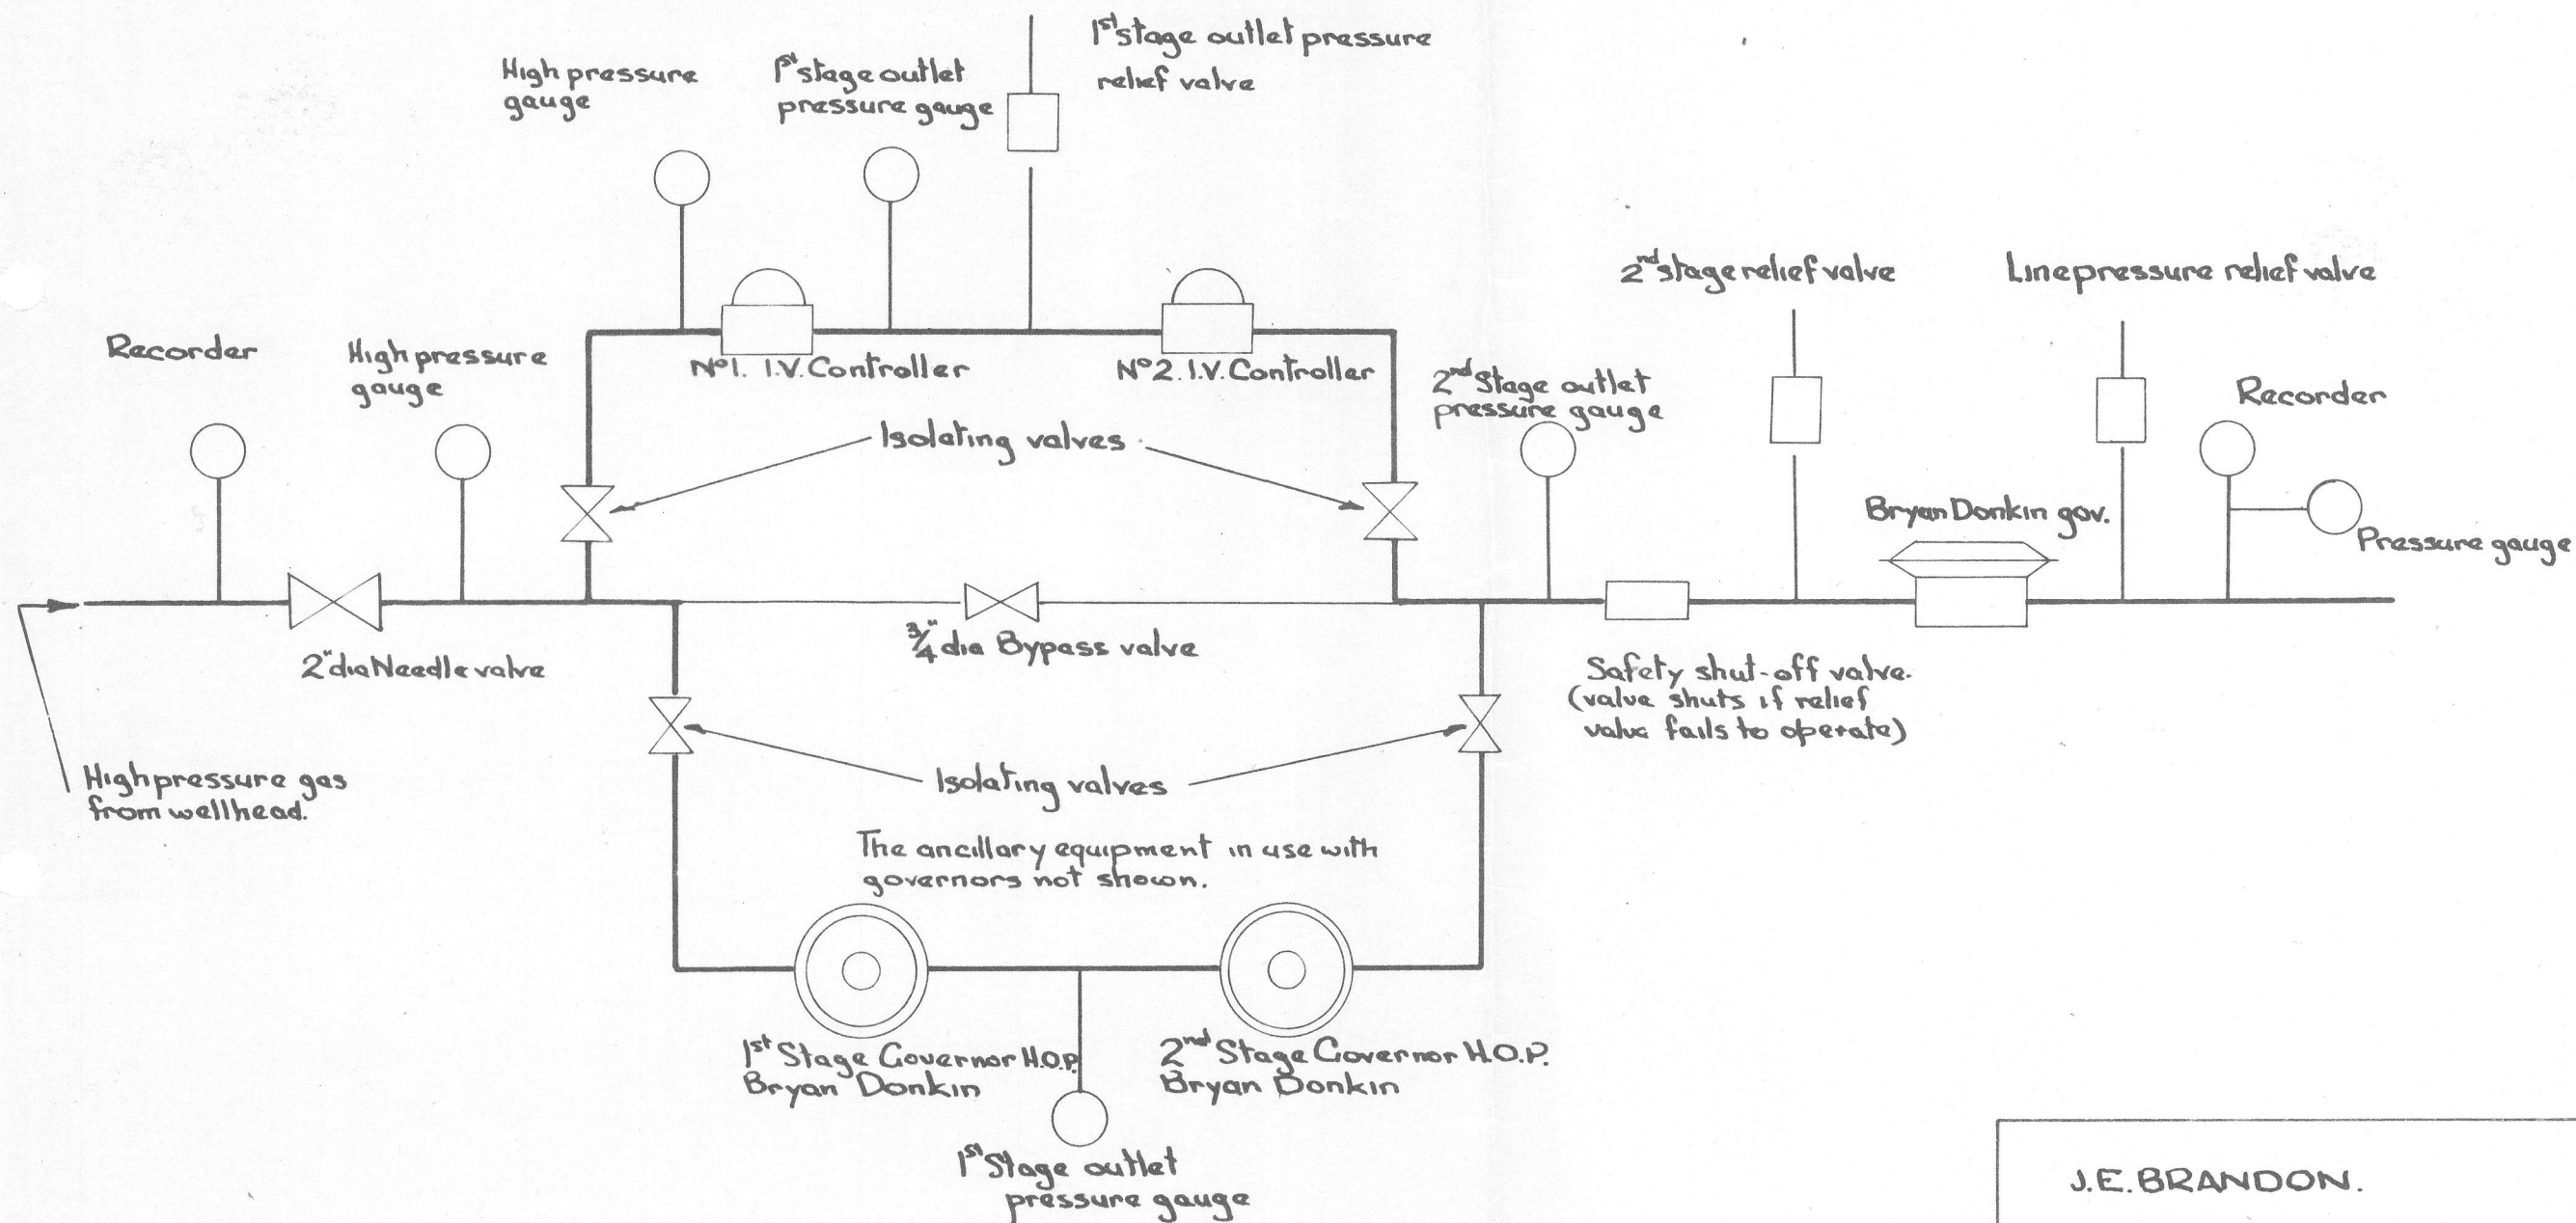 1st stage outlet pressure
relief valve
High pressure
gauge
1st stage outlet
pressure gauge
2nd stage relief valve
Line pressure relief valve
Recorder
High pressure
gauge
No1. I.V. Controller
No2. I.V. Controller
2nd Stage outlet
pressure gauge
Recorder
Isolating valves
Bryan Donkin gov.
Pressure gauge
3/4" dia Bypass valve
2" dia Needle valve
Safety shut-off valve.
(valve shuts if relief
valve fails to operate)
High pressure gas
from wellhead.
Isolating valves
The ancillary equipment in use with
governors not shown.
1st Stage Governor H.O.P.
Bryan Donkin
2nd Stage Governor H.O.P.
Bryan Donkin
1st Stage outlet
pressure gauge
J.E. BRANDON.